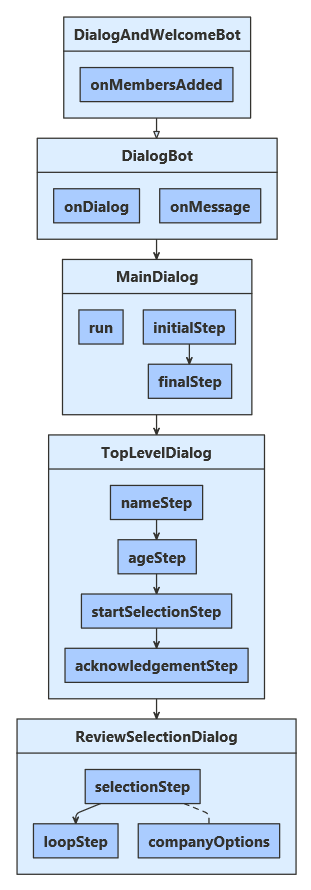 DialogAndWelcomeBot
onMembersAdded
DialogBot
onDialog onMessage
MainDialog
run initialStep
finalStep
TopLevelDialog
nameStep
ageStep
startSelectionStep
acknowledgementStep
ReviewSelectionDialog
selectionStep
loopStep companyOptions